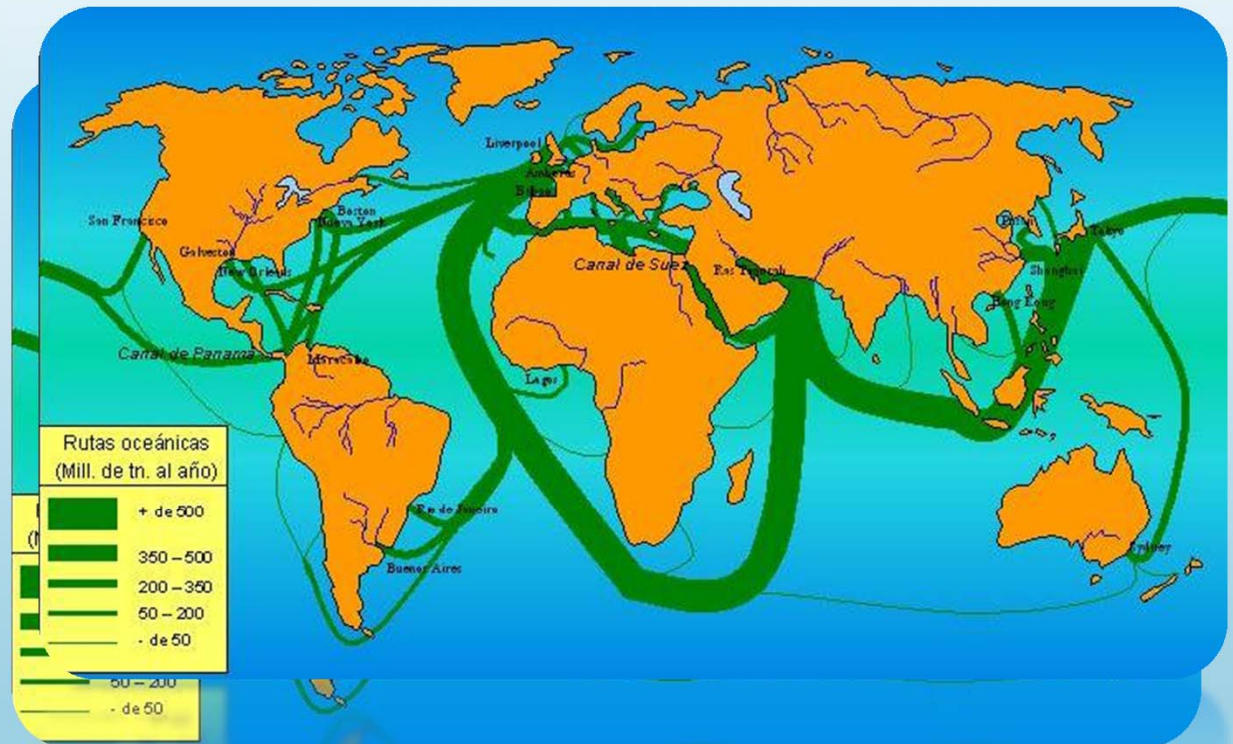 Liverpool
Amberes
Bilbao
San Francisco
Boston
Nueva York
Galveston
New Orleans
Canal de Suez
Ras Tanurah
Pusan
Tokyo
Shanghai
Hong Kong
Canal de Panama
Maracaibo
Lagos
Rio de Janeiro
Buenos Aires
Sydney
Rutas oceánicas
(Mill. de tn. al año)
+ de 500
350 – 500
200 – 350
50 – 200
- de 50
50 – 200
- de 50